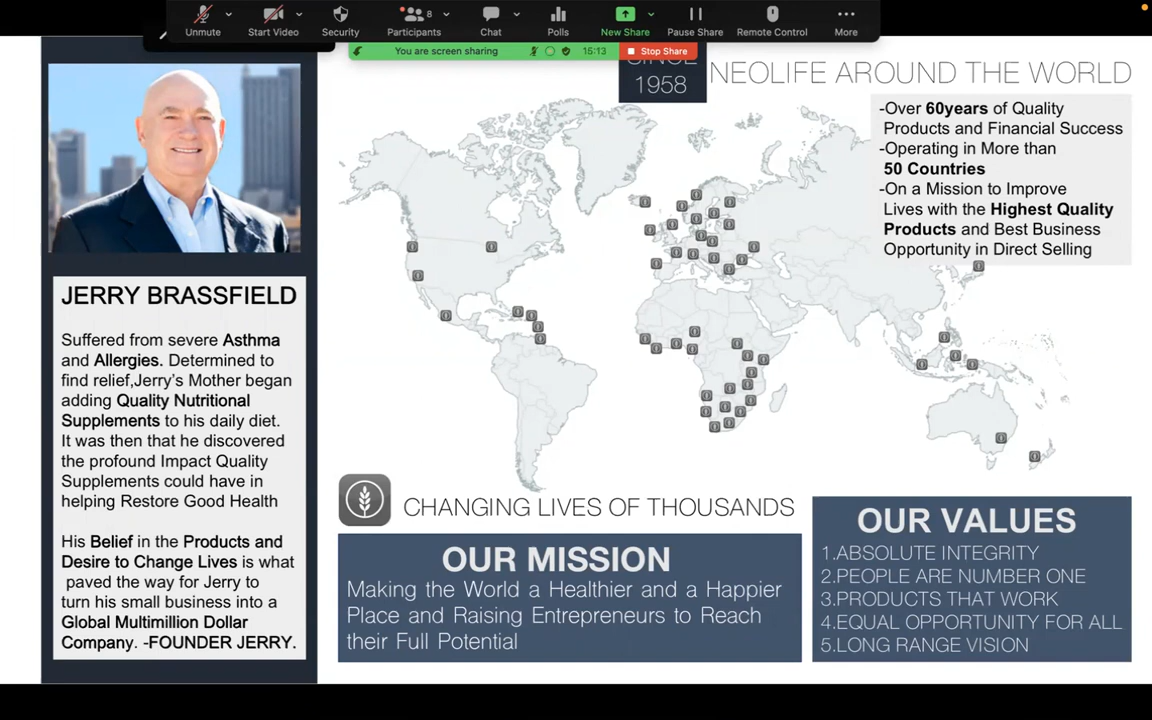 Unmute
Start Video
Security
8
Participants
Chat
Polls
New Share
Pause Share
Remote Control
More
You are screen sharing
15:13
Stop Share
SINCE
1958
NEOLIFE AROUND THE WORLD
-Over 60years of Quality
Products and Financial Success
-Operating in More than
50 Countries
-On a Mission to Improve
Lives with the Highest Quality
Products and Best Business
Opportunity in Direct Selling
JERRY BRASSFIELD
Suffered from severe Asthma
and Allergies. Determined to
find relief,Jerry's Mother began
adding Quality Nutritional
Supplements to his daily diet.
It was then that he discovered
the profound Impact Quality
Supplements could have in
helping Restore Good Health
His Belief in the Products and
Desire to Change Lives is what
paved the way for Jerry to
turn his small business into a
Global Multimillion Dollar
Company. -FOUNDER JERRY.
CHANGING LIVES OF THOUSANDS
OUR MISSION
Making the World a Healthier and a Happier
Place and Raising Entrepreneurs to Reach
their Full Potential
OUR VALUES
1.ABSOLUTE INTEGRITY
2.PEOPLE ARE NUMBER ONE
3.PRODUCTS THAT WORK
4.EQUAL OPPORTUNITY FOR ALL
5.LONG RANGE VISION